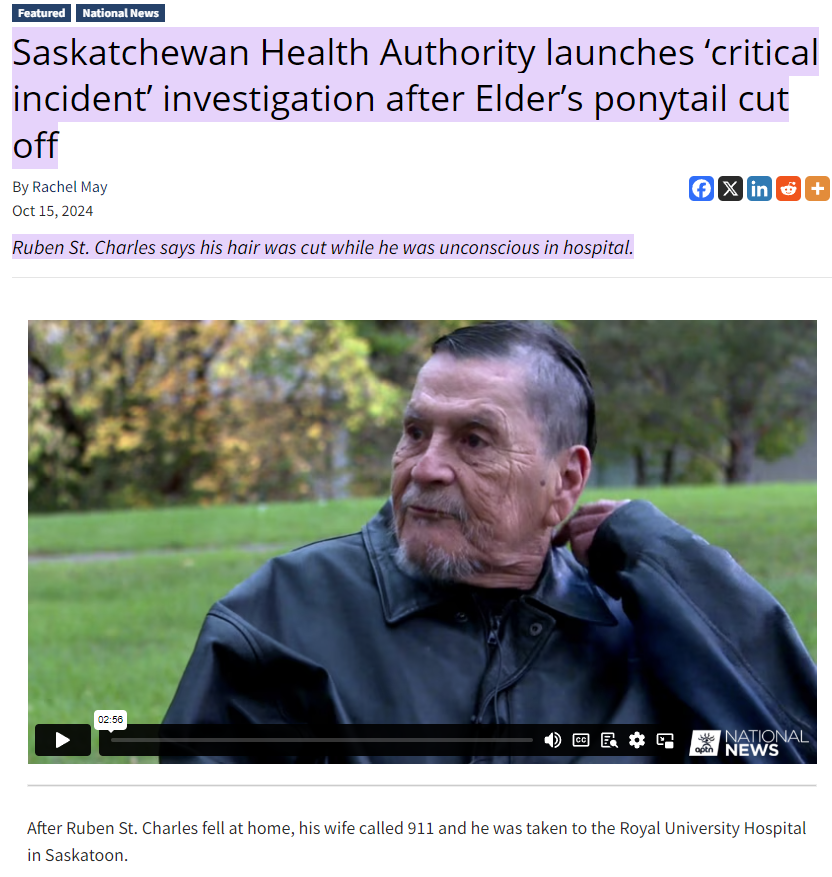 Featured National News
Saskatchewan Health Authority launches ‘critical
incident’ investigation after Elder’s ponytail cut
off
By Rachel May
Oct 15, 2024
Ruben St. Charles says his hair was cut while he was unconscious in hospital.
02:56
CC
aptn NATIONAL
NEWS
After Ruben St. Charles fell at home, his wife called 911 and he was taken to the Royal University Hospital
in Saskatoon.